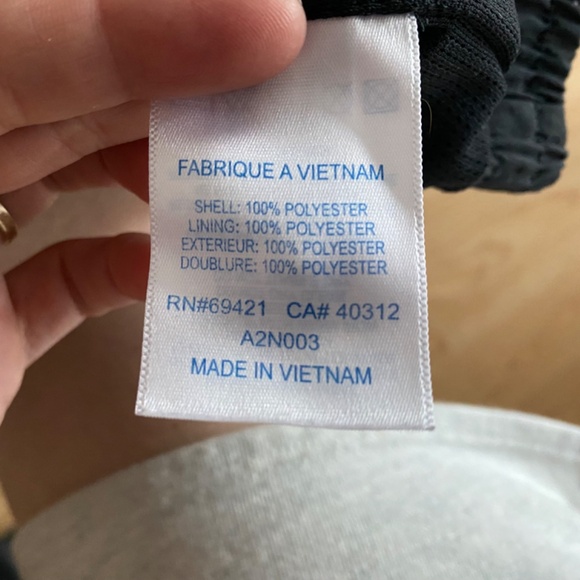 FABRIQUE A VIETNAM
SHELL: 100% POLYESTER
LINING: 100% POLYESTER
EXTERIEUR: 100% POLYESTER
DOUBLURE: 100% POLYESTER
RN#69421 CA# 40312
A2N003
MADE IN VIETNAM